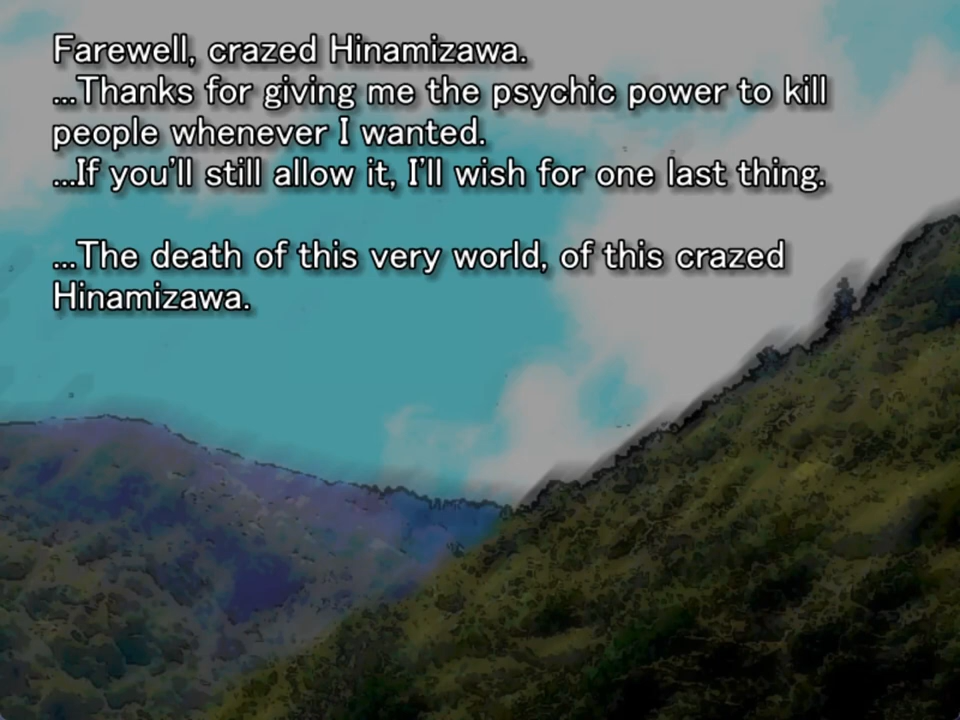 Farewell, crazed Hinamizawa.
...Thanks for giving me the psychic power to kill
people whenever I wanted.
...If you'll still allow it, I'll wish for one last thing.
...The death of this very world, of this crazed
Hinamizawa.